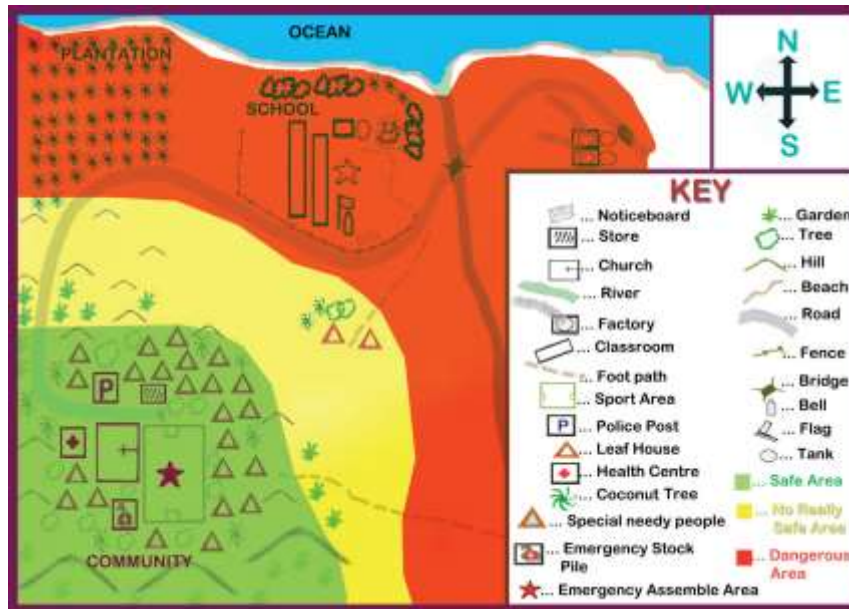 OCEAN
PLANTATION
SCHOOL
N
W E
S
KEY
... Noticeboard
... Store
... Church
... River
... Factory
... Classroom
... Foot path
... Sport Area
P ... Police Post
... Leaf House
... Health Centre
... Coconut Tree
... Special needy people
... Emergency Stock
Pile
... Emergency Assemble Area
... Garden
... Tree
... Hill
... Beach
... Road
... Fence
... Bridge
... Bell
... Flag
... Tank
... Safe Area
... No Really
Safe Area
... Dangerous
Area
P
COMMUNITY